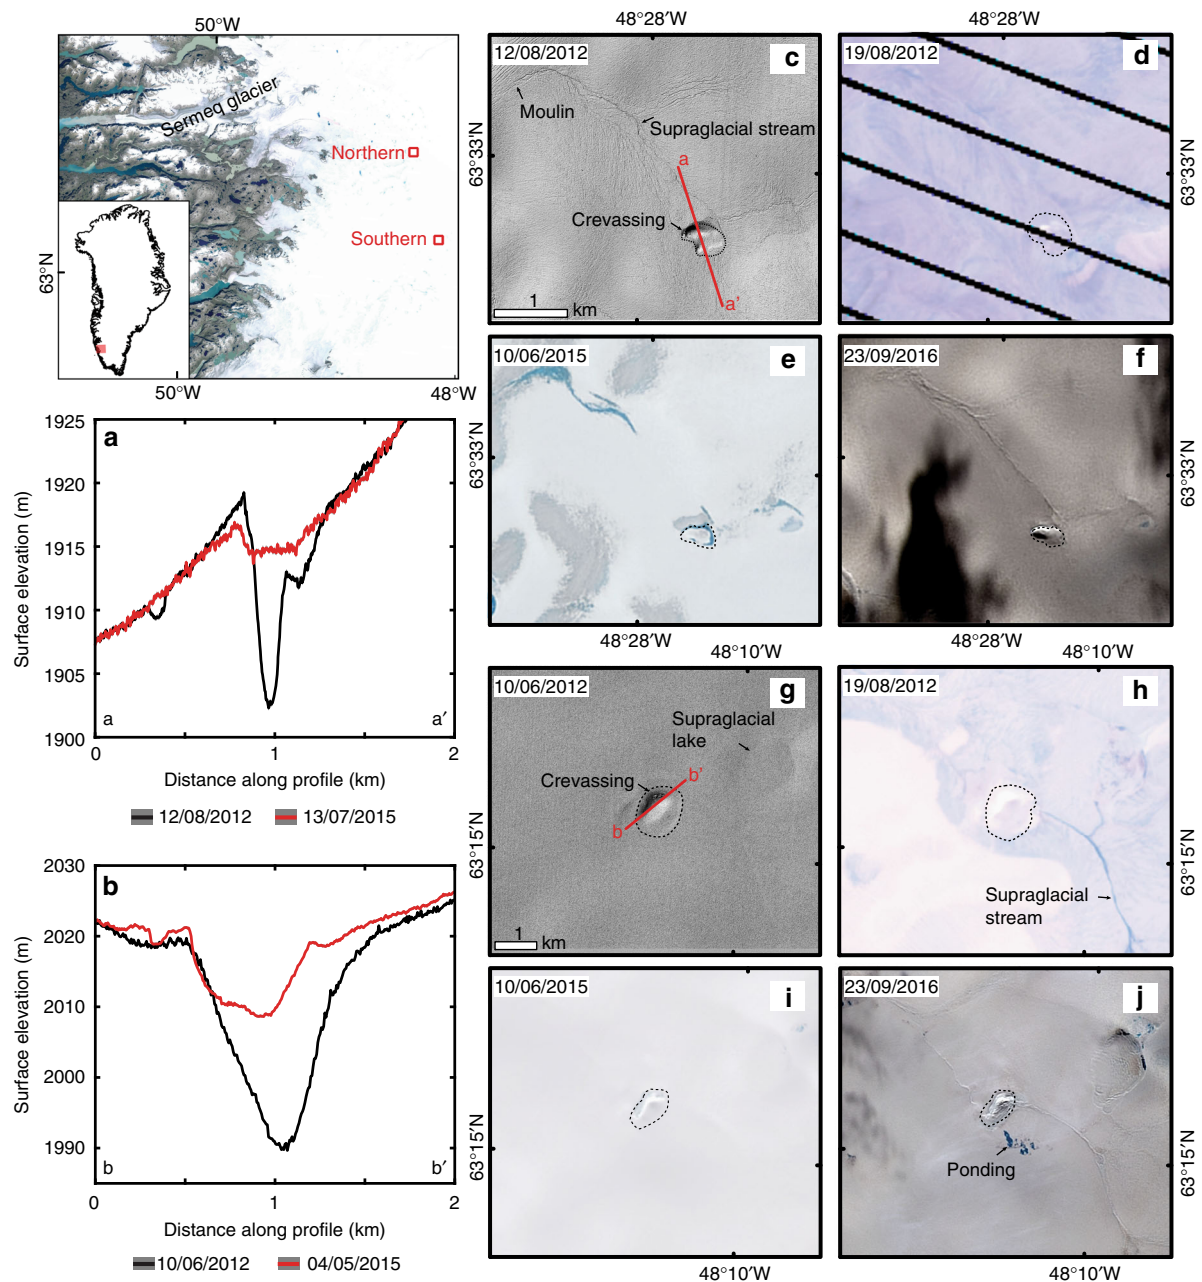 50°W
Sermeq glacier
Northern
Southern
63°N
50°W
48°W
a
1925
1920
1915
1910
1905
1900
Surface elevation (m)
a
a′
0
1
2
Distance along profile (km)
12/08/2012
13/07/2015
b
2030
2020
2010
2000
1990
Surface elevation (m)
b
b′
0
1
2
Distance along profile (km)
10/06/2012
04/05/2015
48°28′W
12/08/2012
c
Moulin
Supraglacial stream
a
Crevassing
a'
1
km
63°33′N
48°28′W
19/08/2012
d
63°33′N
10/06/2015
e
63°33′N
48°28′W
23/09/2016
f
63°33′N
48°28′W
48°10′W
10/06/2012
g
Supraglacial
lake
Crevassing
b'
b
1
km
63°15′N
48°10′W
19/08/2012
h
Supraglacial
stream
63°15′N
10/06/2015
i
63°15′N
48°10′W
23/09/2016
j
Ponding
63°15′N
48°10′W